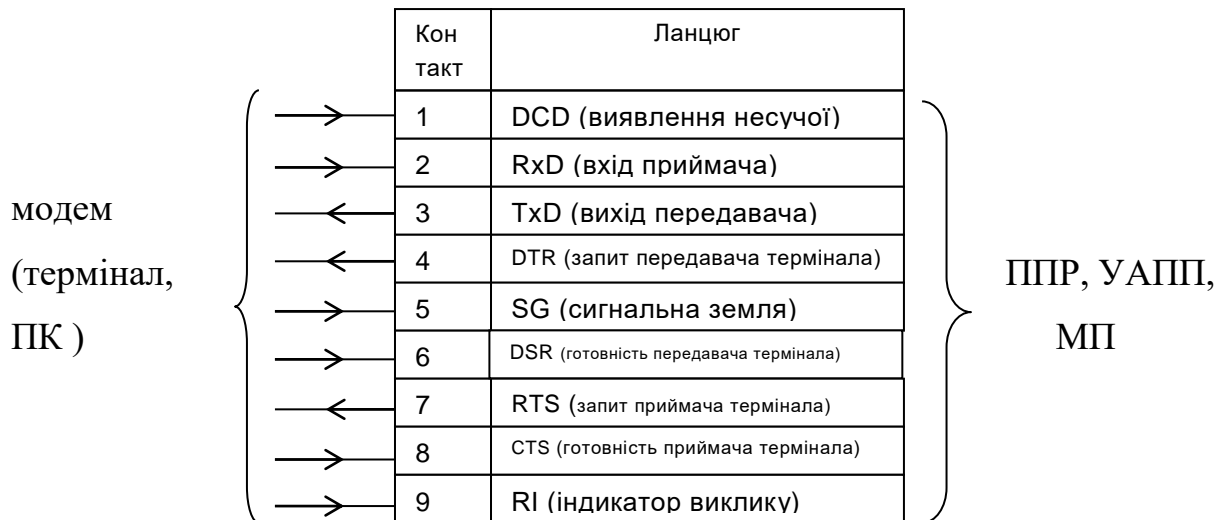 Кон
такт
Ланцюг
1 DCD (виявлення несучої)
2 RxD (вхід приймача)
3 TxD (вихід передавача)
4 DTR (запит передавача термінала)
5 SG (сигнальна земля)
6 DSR (готовність передавача термінала)
7 RTS (запит приймача термінала)
8 CTS (готовність приймача термінала)
9 RI (індикатор виклику)
модем
(термінал,
ПК )
ППР, УАПП,
МП